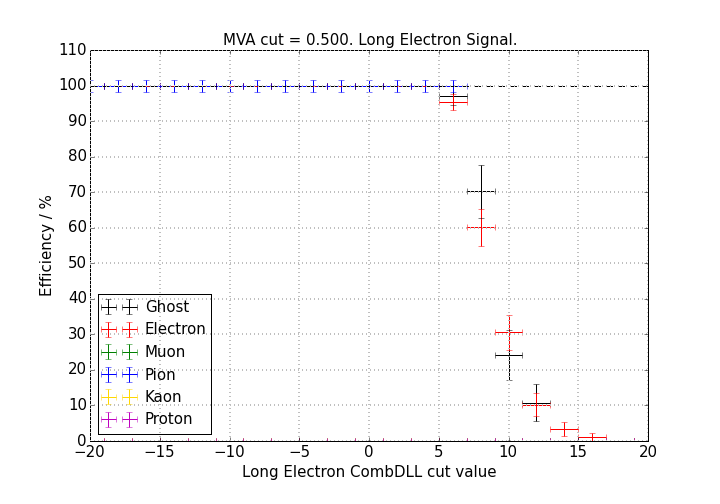 MVA cut = 0.500. Long Electron Signal.
110
100
90
80
70
60
50
40
30
20
10
0
Efficiency / %
Ghost
Electron
Muon
Pion
Kaon
Proton
−20 −15 −10 −5 0 5 10 15 20
Long Electron CombDLL cut value